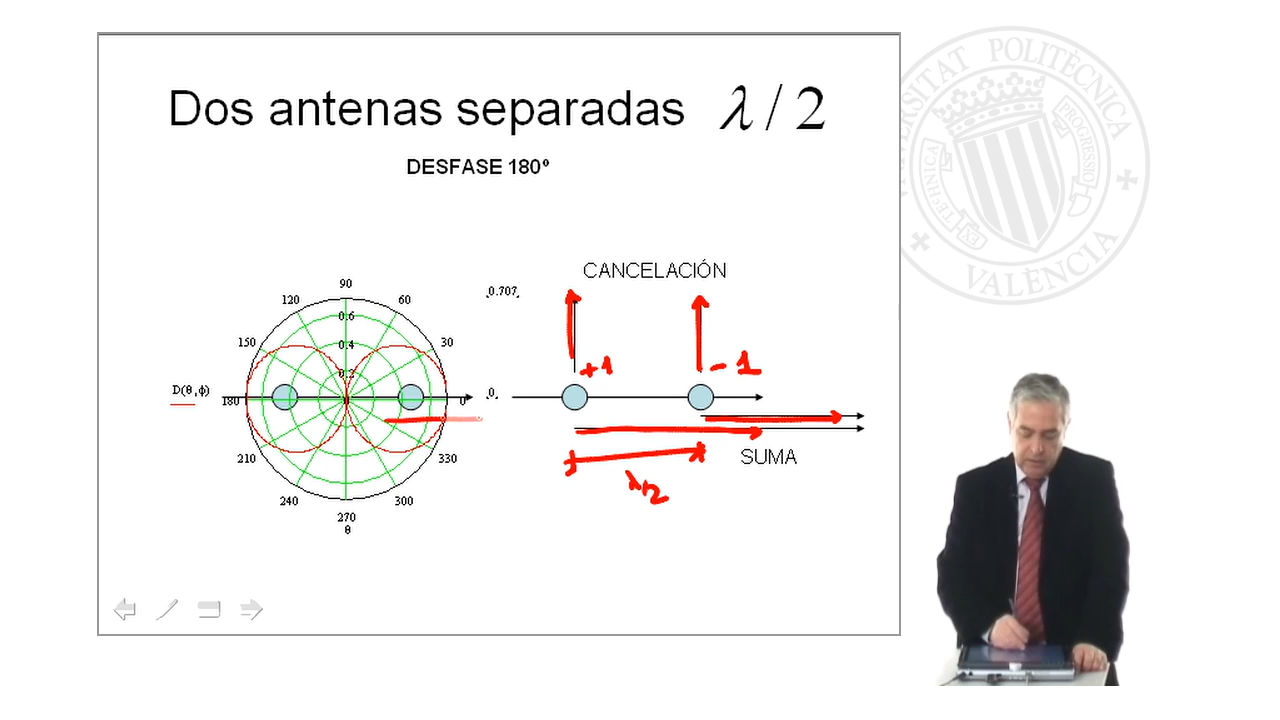 Dos antenas separadas λ/2
DESFASE 180º
CANCELACIÓN
+1
-1
SUMA
λ/2
90
120
60
150
30
180
0
210
330
240
300
270
θ
0.6
0.4
0.2
0
D(θ,ϕ)
0.707
0
UNIVERSITAT POLITÈCNICA
VALÈNCIA